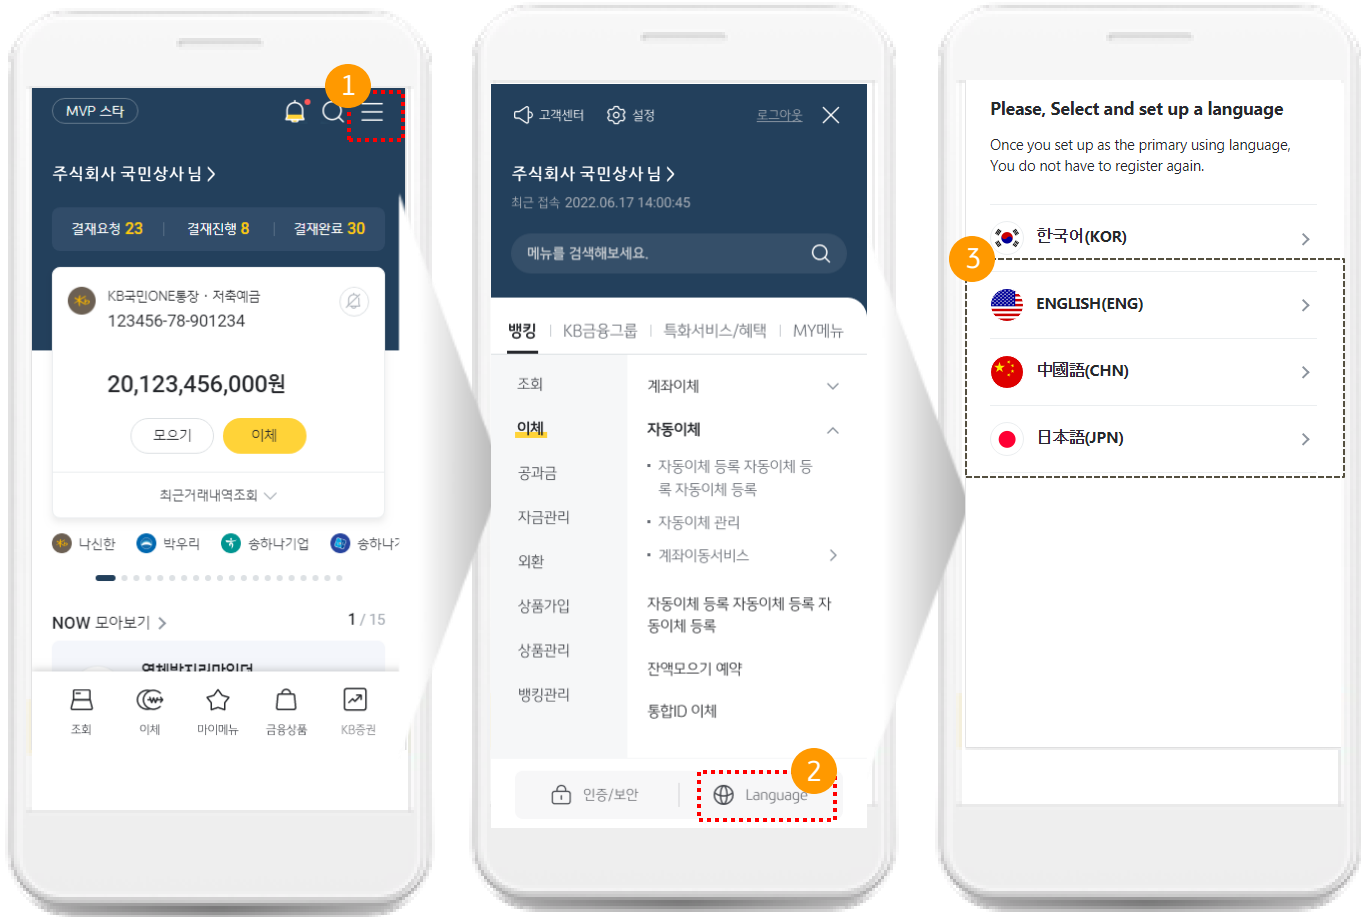 1
MVP 스타
주식회사 국민상사 님 >
결재요청 23
결재진행 8
결재완료 30
KB국민ONE통장 · 저축예금
123456-78-901234
20,123,456,000원
모으기
이체
최근거래내역조회
나신한
박우리
송하나기업
송하나
NOW 모아보기 >
1 / 15
연체방지리마인더
조회
이체
마이메뉴
금융상품
KB증권
고객센터
설정
로그아웃
주식회사 국민상사 님 >
최근 접속 2022.06.17 14:00:45
메뉴를 검색해보세요.
뱅킹
KB금융그룹
특화서비스/혜택
MY메뉴
조회
이체
공과금
자금관리
외환
상품가입
상품관리
뱅킹관리
계좌이체
자동이체
· 자동이체 등록 자동이체 등
록 자동이체 등록
· 자동이체 관리
· 계좌이동서비스
자동이체 등록 자동이체 등록 자
동이체 등록
잔액모으기 예약
통합ID 이체
2
인증/보안
Language
Please, Select and set up a language
Once you set up as the primary using language,
You do not have to register again.
한국어(KOR)
3
ENGLISH(ENG)
中國語(CHN)
日本語(JPN)